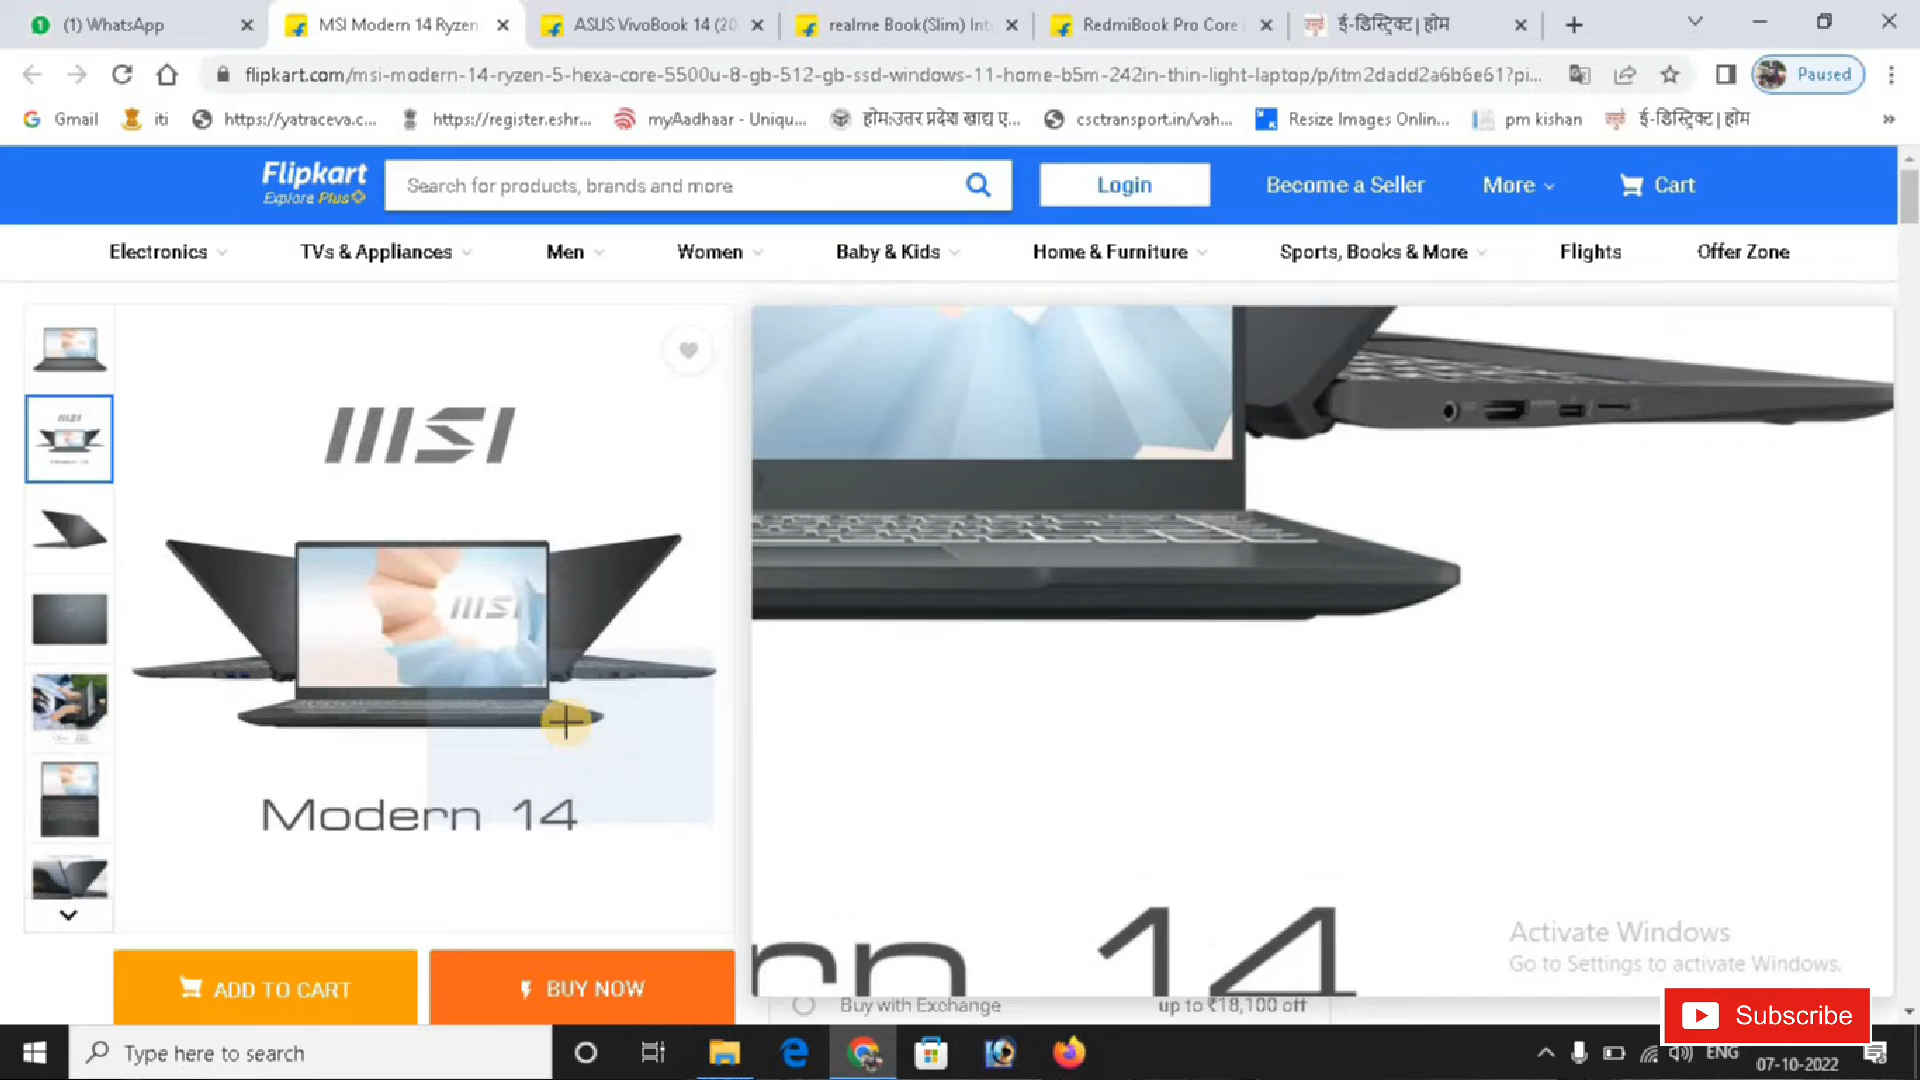 (1) WhatsApp
MSI Modern 14 Ryzen
ASUS VivoBook 14 (20
realme Book(Slim) Int
RedmiBook Pro Core
ई-डिस्ट्रिक्ट | होम
flipkart.com/msi-modern-14-ryzen-5-hexa-core-5500u-8-gb-512-gb-ssd-windows-11-home-b5m-242in-thin-light-laptop/p/itm2dadd2a6b6e61?pi...
Paused
Gmail
iti
https://yatraceva.c...
https://register.eshr...
myAadhaar - Uniqu...
होम:उत्तर प्रदेश खाद्य ए...
csctransport.in/vah...
Resize Images Onlin...
pm kishan
ई-डिस्ट्रिक्ट | होम
»
Flipkart
Explore Plus
Search for products, brands and more
Login
Become a Seller
More
Cart
Electronics
TVs & Appliances
Men
Women
Baby & Kids
Home & Furniture
Sports, Books & More
Flights
Offer Zone
msi
msi
Modern 14
rn 14
ADD TO CART
BUY NOW
Buy with Exchange
up to ₹18,100 off
Activate Windows
Go to Settings to activate Windows.
Subscribe
Type here to search
ENG
07-10-2022